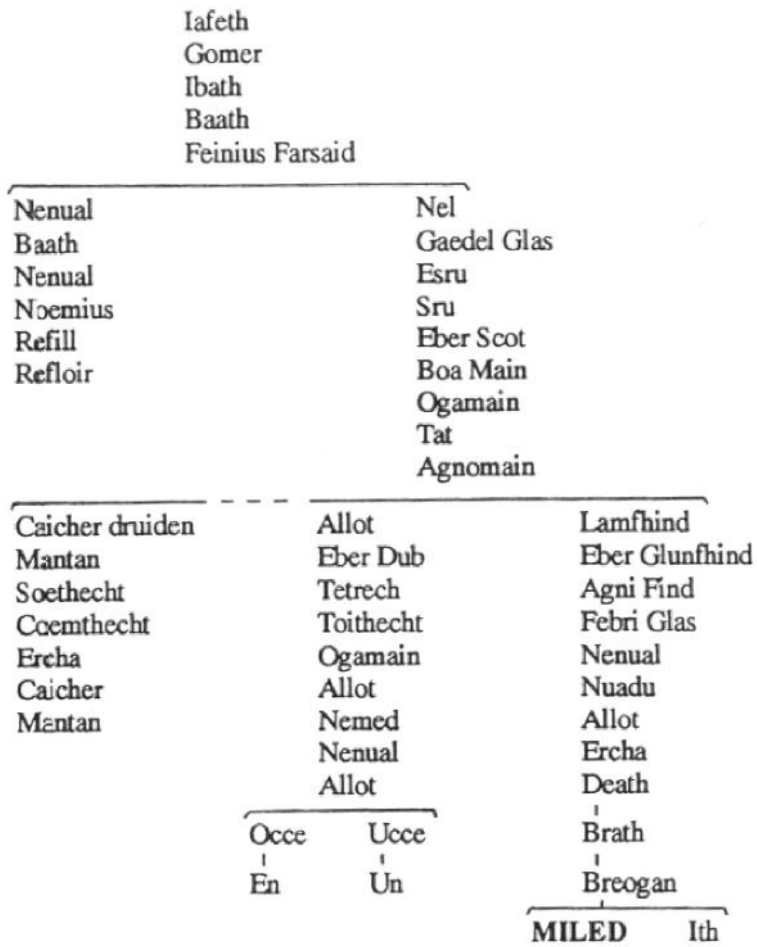 Iafeth
Gomer
Ibath
Baath
Feinius Farsaid
Nenual Nel
Baath Gaedel Glas
Nenual Esru
Noemius Sru
Refill Eber Scot
Refloir Boa Main
Ogamain
Tat
Agnomain
Caicher druiden Allot Lamfhind
Mantan Eber Dub Eber Glunfhind
Soethecht Tetrech Agni Find
Coemthecht Toithecht Febri Glas
Ercha Ogamain Nenual
Caicher Allot Nuadu
Mantan Nemed Allot
Nenual Ercha
Allot Death
Occe Ucce Brath
En Un Breogan
MILED Ith